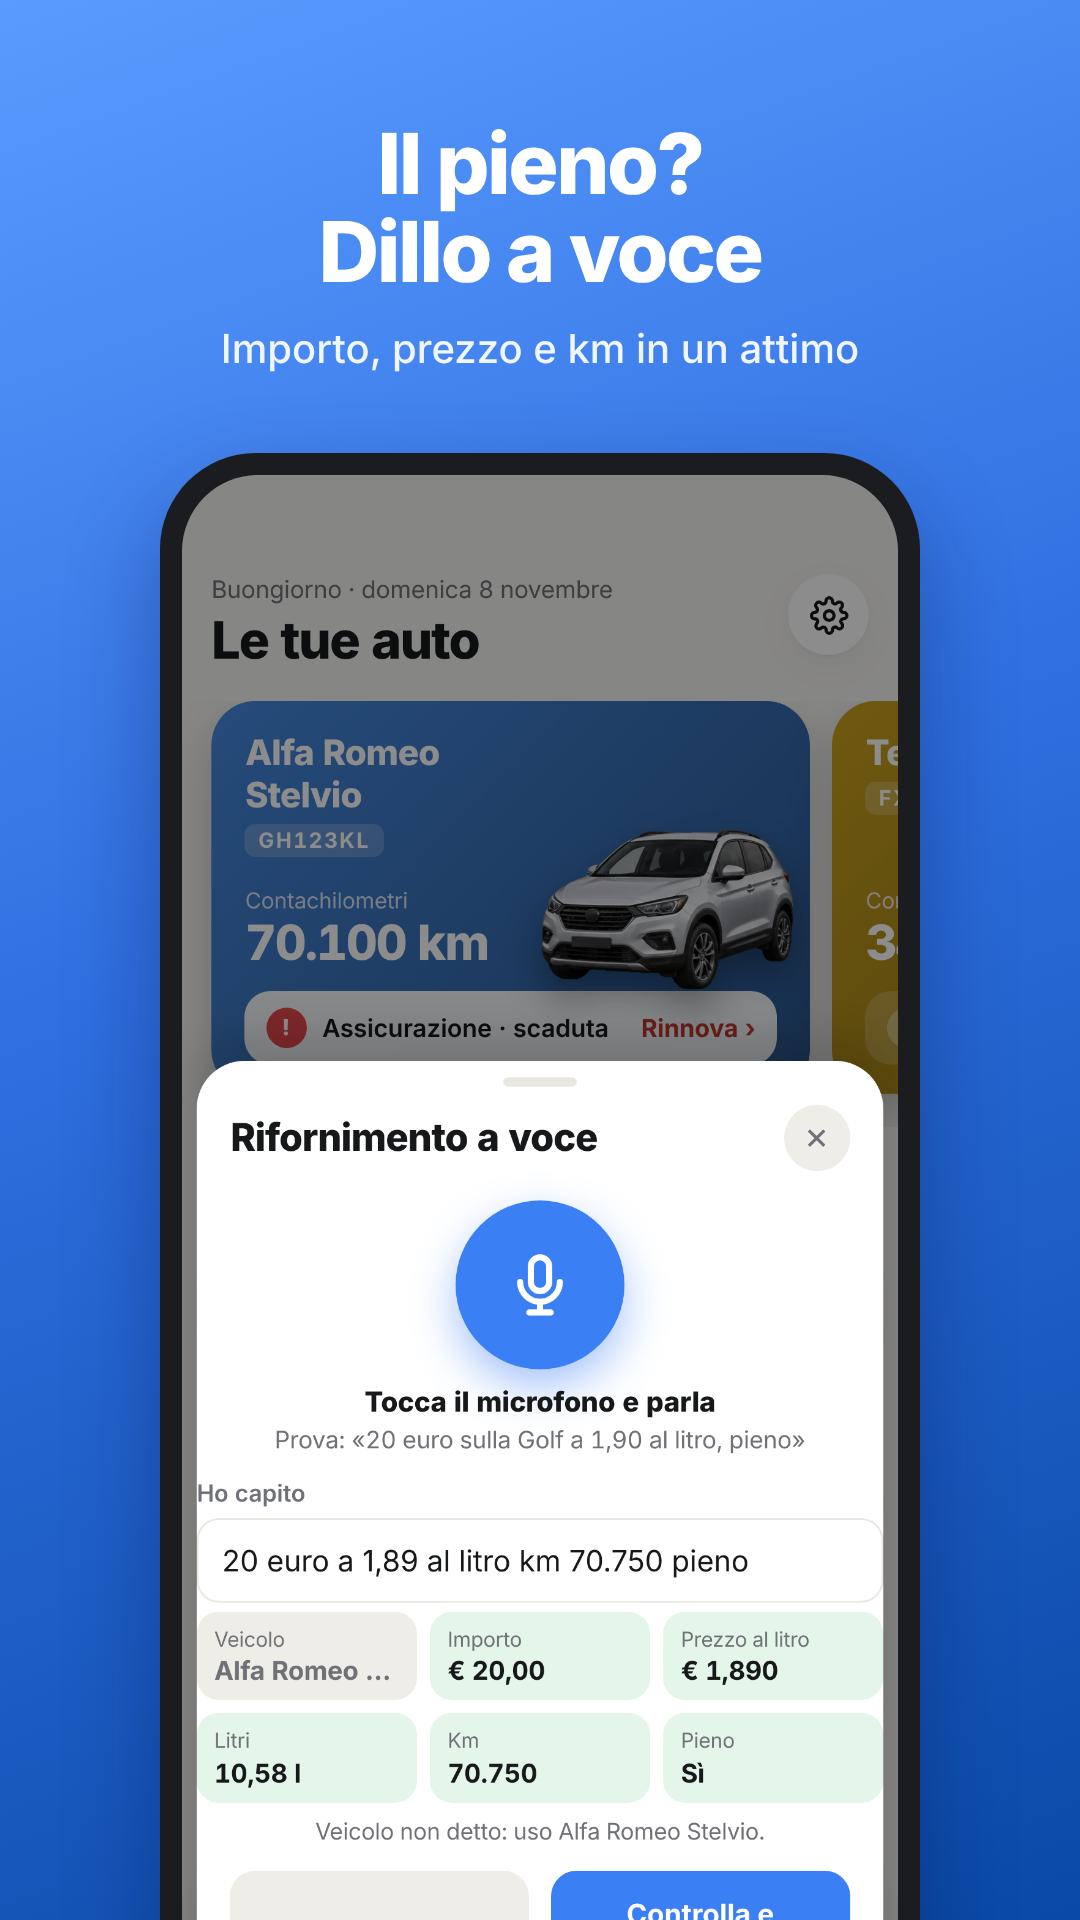 Il pieno?
Dillo a voce
Importo, prezzo e km in un attimo
Buongiorno · domenica 8 novembre
Le tue auto
Alfa Romeo
Stelvio
GH123KL
Contachilometri
70.100 km
! Assicurazione · scaduta Rinnova ›
Rifornimento a voce
Tocca il microfono e parla
Prova: «20 euro sulla Golf a 1,90 al litro, pieno»
Ho capito
20 euro a 1,89 al litro km 70.750 pieno
Veicolo
Alfa Romeo ...
Importo
€ 20,00
Prezzo al litro
€ 1,890
Litri
10,58 l
Km
70.750
Pieno
Sì
Veicolo non detto: uso Alfa Romeo Stelvio.
Controlla e